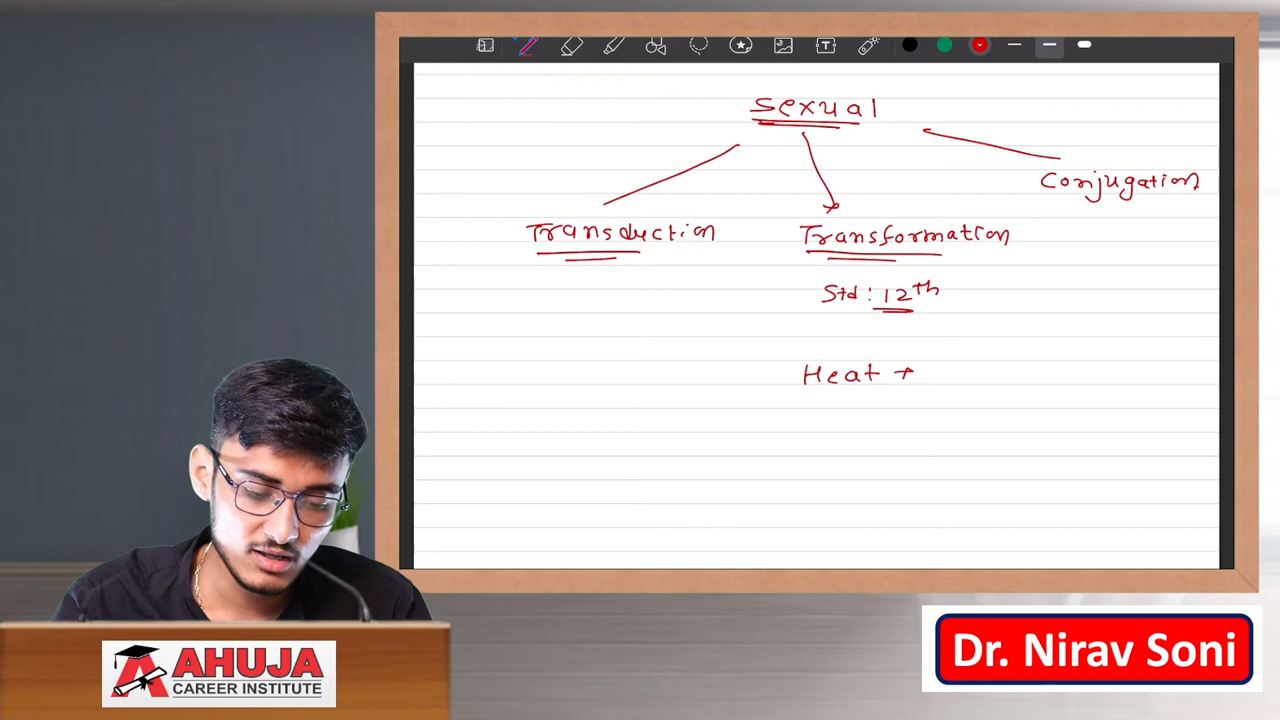 Sexual
Conjugation
Transduction
Transformation
Std: 12th
Heat →
AHUJA
CAREER INSTITUTE
Dr. Nirav Soni